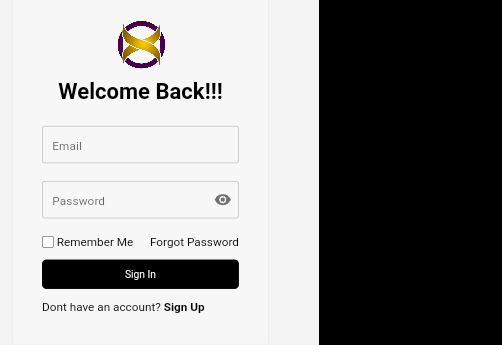 Welcome Back!!!
Email
Password
Remember Me Forgot Password
Sign In
Dont have an account? Sign Up